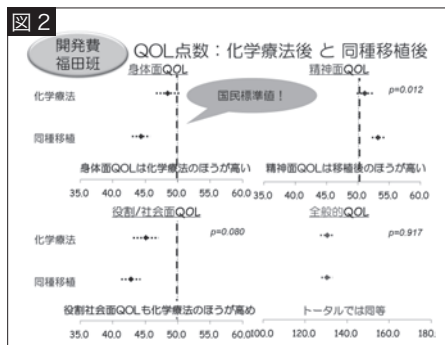 図2
開発費
福田班
QOL点数：化学療法後 と 同種移植後
身体面QOL
精神面QOL
化学療法
国民標準値！
p=0.012
同種移植
身体面QOLは化学療法のほうが高い
精神面QOLは移植後のほうが高い
35.0 40.0 45.0 50.0 55.0 60.0
35.0 40.0 45.0 50.0 55.0 60.0
役割/社会面QOL
全般的QOL
化学療法
p=0.080
p=0.917
同種移植
役割社会面QOLも化学療法のほうが高め
トータルでは同等
35.0 40.0 45.0 50.0 55.0 60.0
100.0 120.0 140.0 160.0 180.